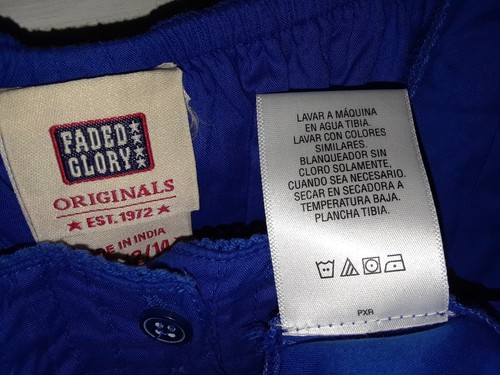 FADED
GLORY
ORIGINALS
EST. 1972
IN INDIA
LAVAR A MÁQUINA
EN AGUA TIBIA.
LAVAR CON COLORES
SIMILARES.
BLANQUEADOR SIN
CLORO SOLAMENTE,
CUANDO SEA NECESARIO.
SECAR EN SECADORA A
TEMPERATURA BAJA.
PLANCHA TIBIA.
PXR